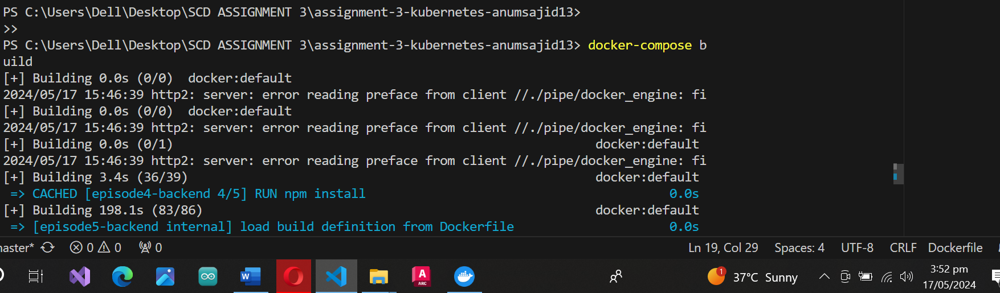 PS C:\Users\Dell\Desktop\SCD ASSIGNMENT 3\assignment-3-kubernetes-anumsajid13>
>>
PS C:\Users\Dell\Desktop\SCD ASSIGNMENT 3\assignment-3-kubernetes-anumsajid13> docker-compose b
uild
[+] Building 0.0s (0/0)  docker:default
2024/05/17 15:46:39 http2: server: error reading preface from client //./pipe/docker_engine: fi
[+] Building 0.0s (0/0)  docker:default
2024/05/17 15:46:39 http2: server: error reading preface from client //./pipe/docker_engine: fi
[+] Building 0.0s (0/1) docker:default
2024/05/17 15:46:39 http2: server: error reading preface from client //./pipe/docker_engine: fi
[+] Building 3.4s (36/39) docker:default
=> CACHED [episode4-backend 4/5] RUN npm install 0.0s
[+] Building 198.1s (83/86) docker:default
=> [episode5-backend internal] load build definition from Dockerfile 0.0s
naster* 0 0 0 Ln 19, Col 29 Spaces: 4 UTF-8 CRLF Dockerfile
W A ARC 1 37°C Sunny 3:52 pm
17/05/2024